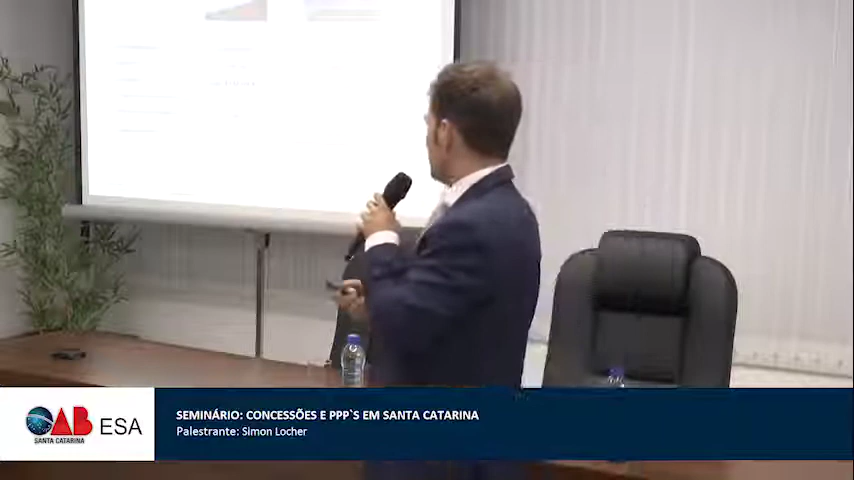 SEMINÁRIO: CONCESSÕES E PPP`S EM SANTA CATARINA
Palestrante: Simon Locher
OAB ESA
SANTA CATARINA